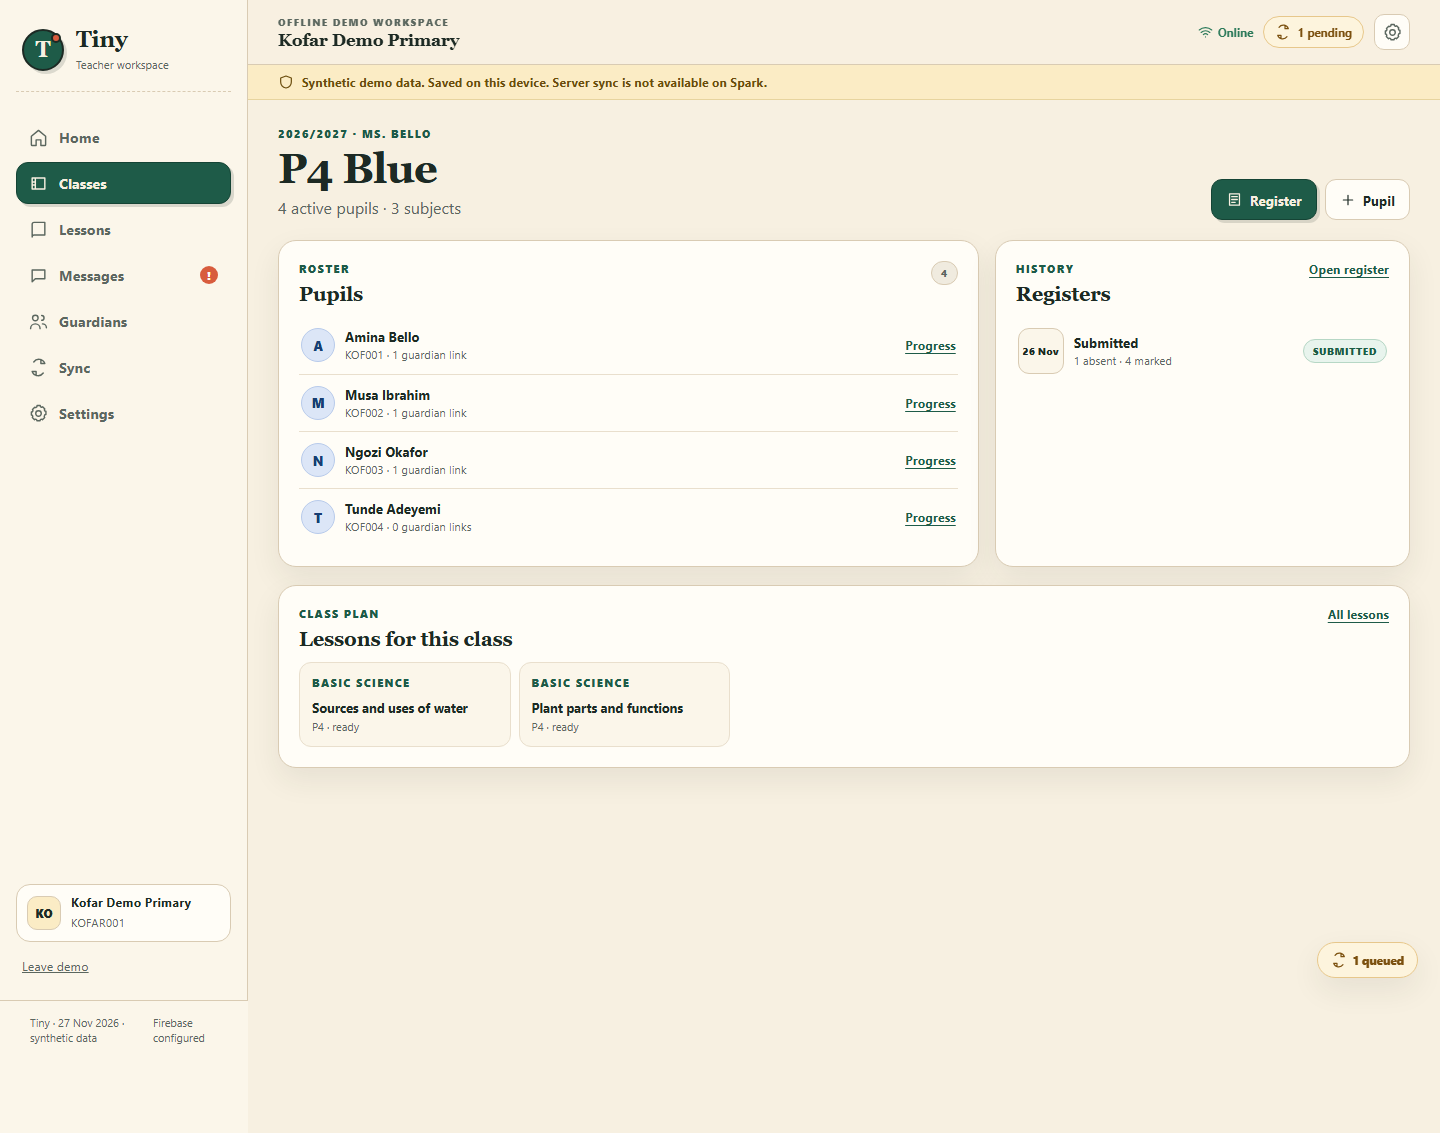 T
Tiny
Teacher workspace
Home
Classes
Lessons
Messages
!
Guardians
Sync
Settings
KO
Kofar Demo Primary
KOFAR001
Leave demo
Tiny · 27 Nov 2026 ·
synthetic data
Firebase
configured
OFFLINE DEMO WORKSPACE
Kofar Demo Primary
Online
1 pending
Synthetic demo data. Saved on this device. Server sync is not available on Spark.
2026/2027 · MS. BELLO
P4 Blue
4 active pupils · 3 subjects
Register
Pupil
ROSTER
Pupils
4
A
Amina Bello
KOF001 · 1 guardian link
Progress
M
Musa Ibrahim
KOF002 · 1 guardian link
Progress
N
Ngozi Okafor
KOF003 · 1 guardian link
Progress
T
Tunde Adeyemi
KOF004 · 0 guardian links
Progress
HISTORY
Registers
Open register
26 Nov
Submitted
1 absent · 4 marked
SUBMITTED
CLASS PLAN
Lessons for this class
All lessons
BASIC SCIENCE
Sources and uses of water
P4 · ready
BASIC SCIENCE
Plant parts and functions
P4 · ready
1 queued